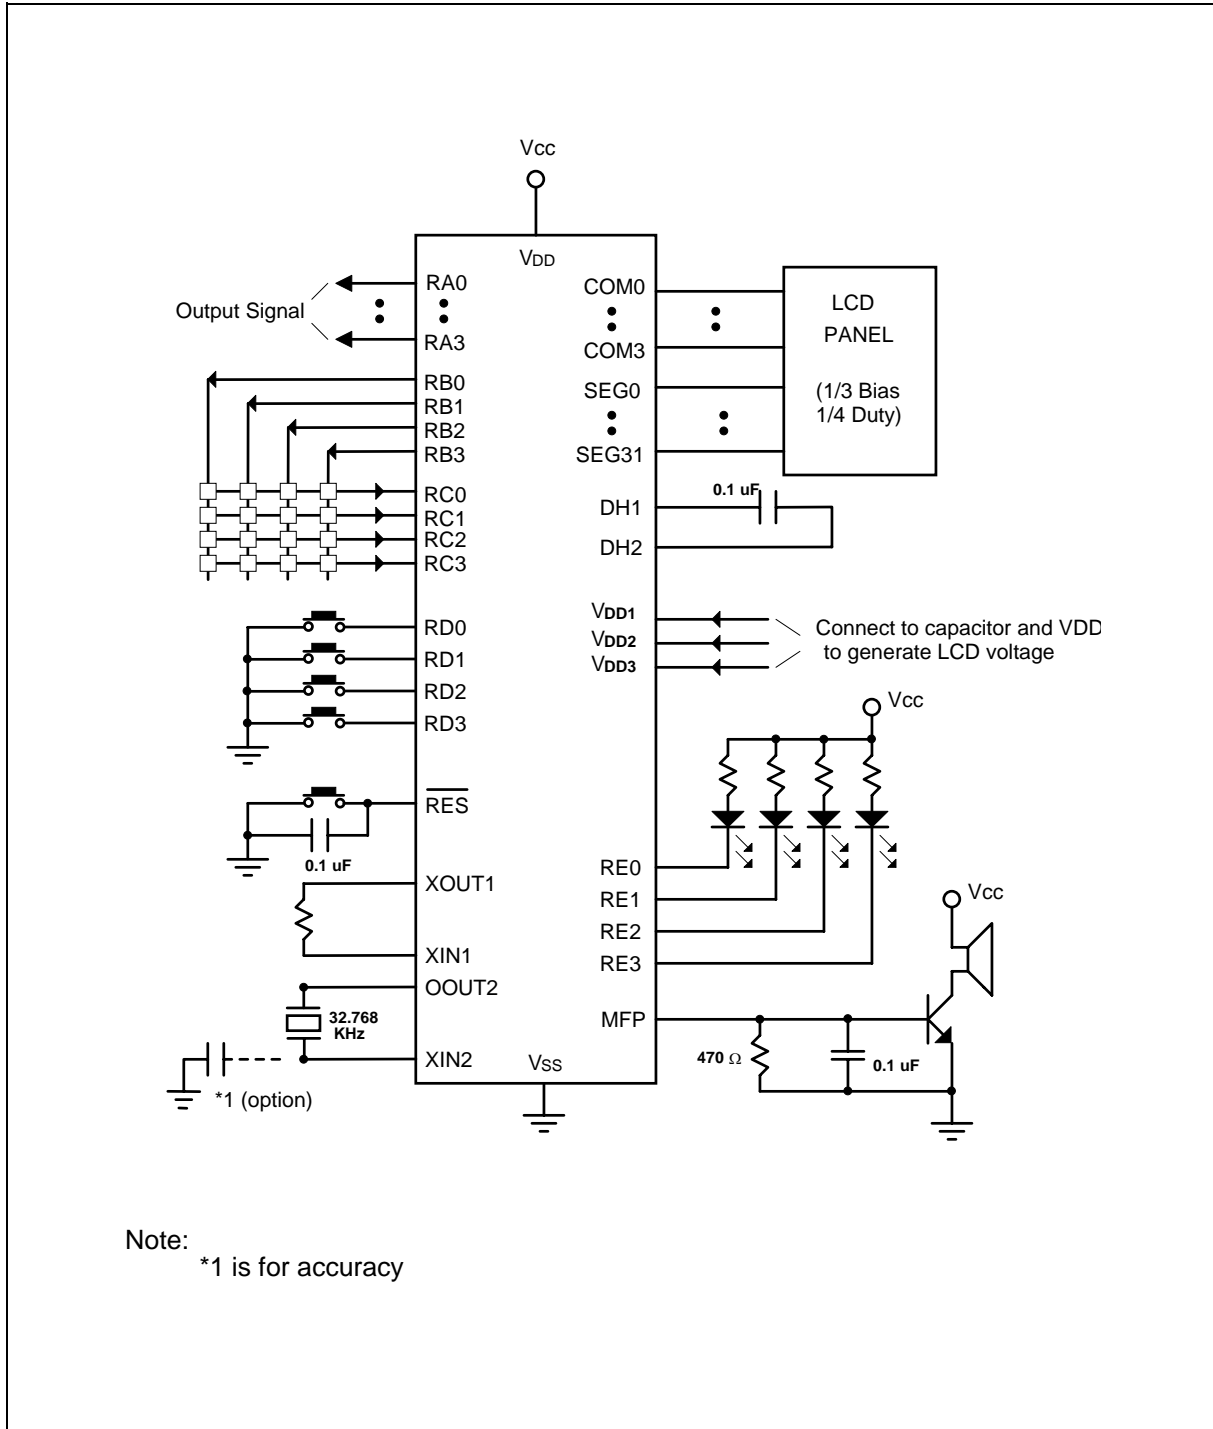 Vcc
VDD
Output Signal
RA0
RA3
RB0
RB1
RB2
RB3
RC0
RC1
RC2
RC3
RD0
RD1
RD2
RD3
RES
0.1 uF
XOUT1
XIN1
OOUT2
32.768
KHz
XIN2
*1 (option)
VSS
COM0
COM3
SEG0
SEG31
LCD
PANEL
(1/3 Bias
1/4 Duty)
DH1
0.1 uF
DH2
VDD1
VDD2
VDD3
Connect to capacitor and VDD
to generate LCD voltage
Vcc
RE0
RE1
RE2
RE3
Vcc
MFP
470 Ω
0.1 uF
Note:
*1 is for accuracy